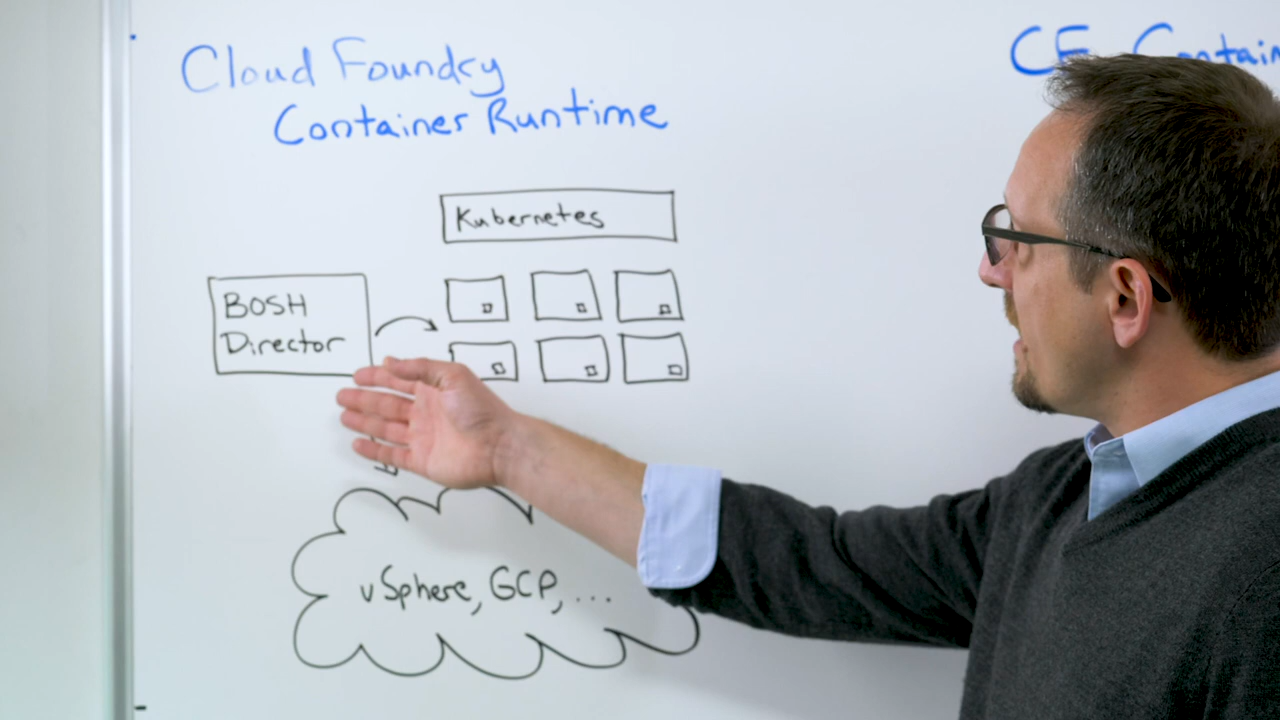 Cloud Foundry
Container Runtime
CF Contain
Kubernetes
BOSH
Director
vSphere, GCP, ...